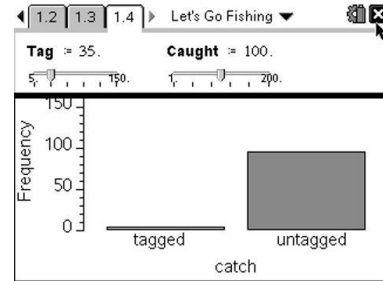 1.2 1.3 1.4 Let's Go Fishing
Tag := 35. Caught := 100.
5. 150. 1. 200.
150
100
50
0
Frequency
tagged untagged
catch